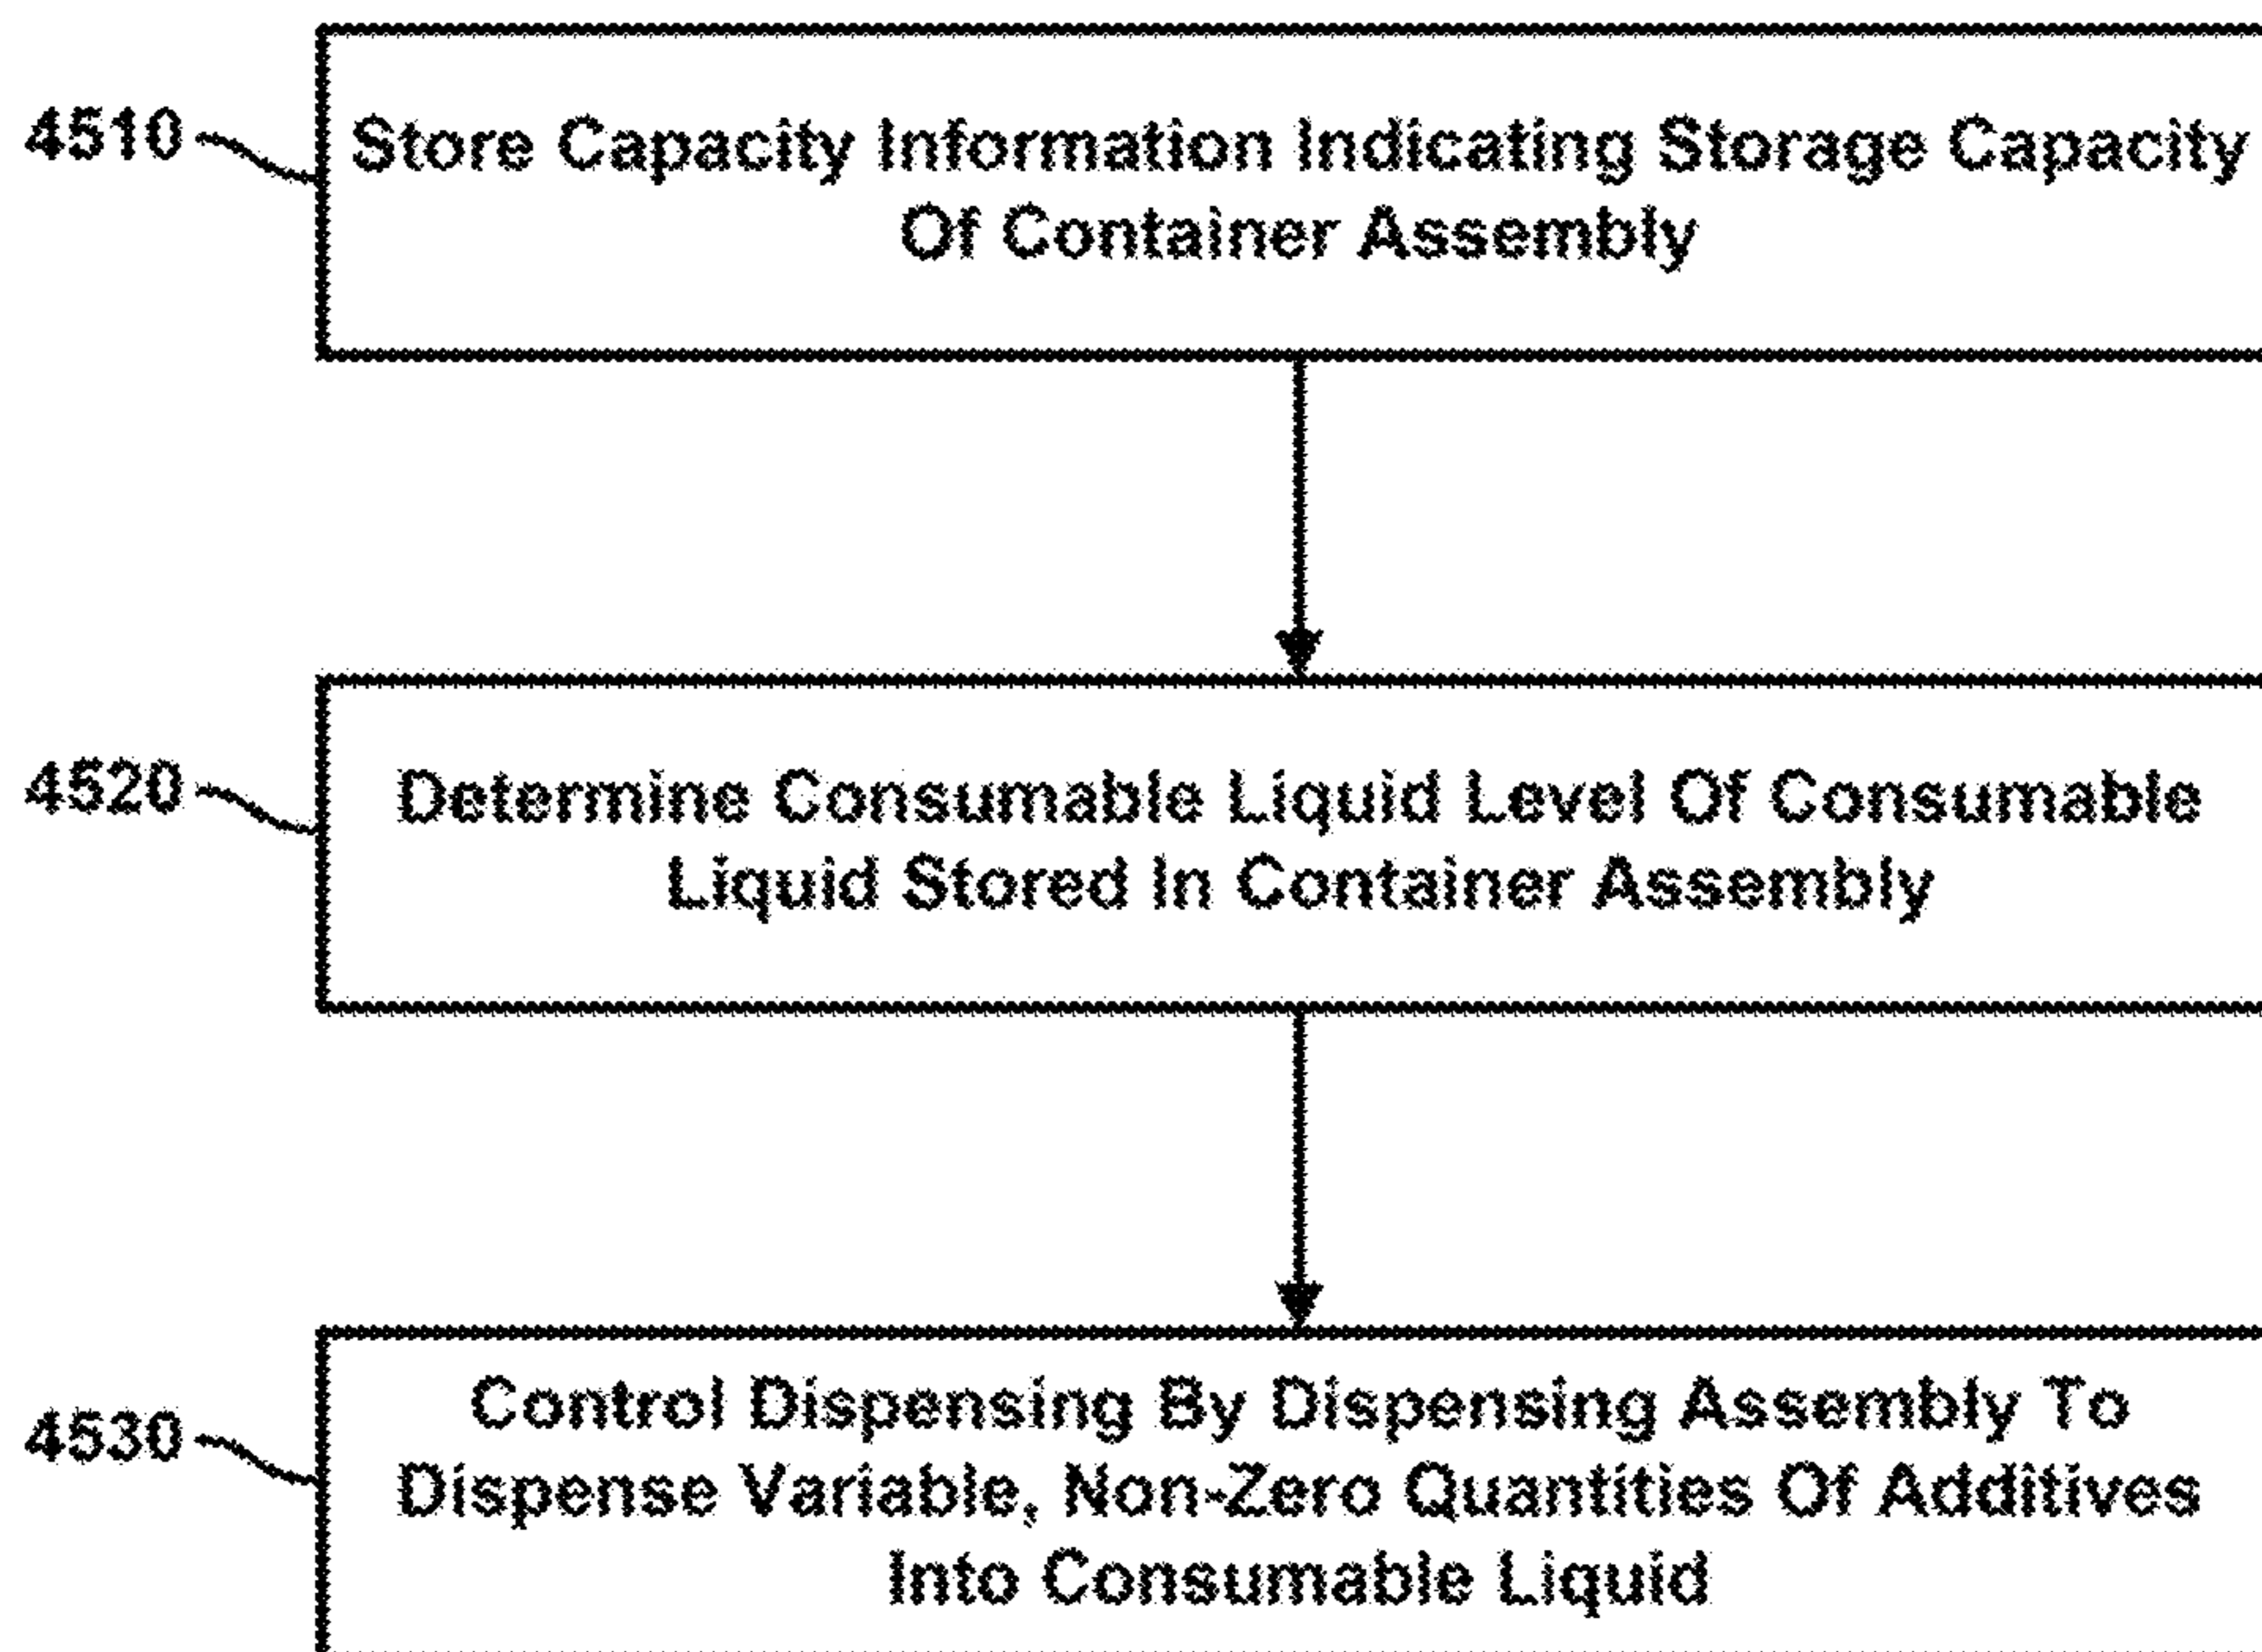 4510
Store Capacity Information Indicating Storage Capacity
Of Container Assembly
4520
Determine Consumable Liquid Level Of Consumable
Liquid Stored In Container Assembly
4530
Control Dispensing By Dispensing Assembly To
Dispense Variable, Non-Zero Quantities Of Additives
Into Consumable Liquid